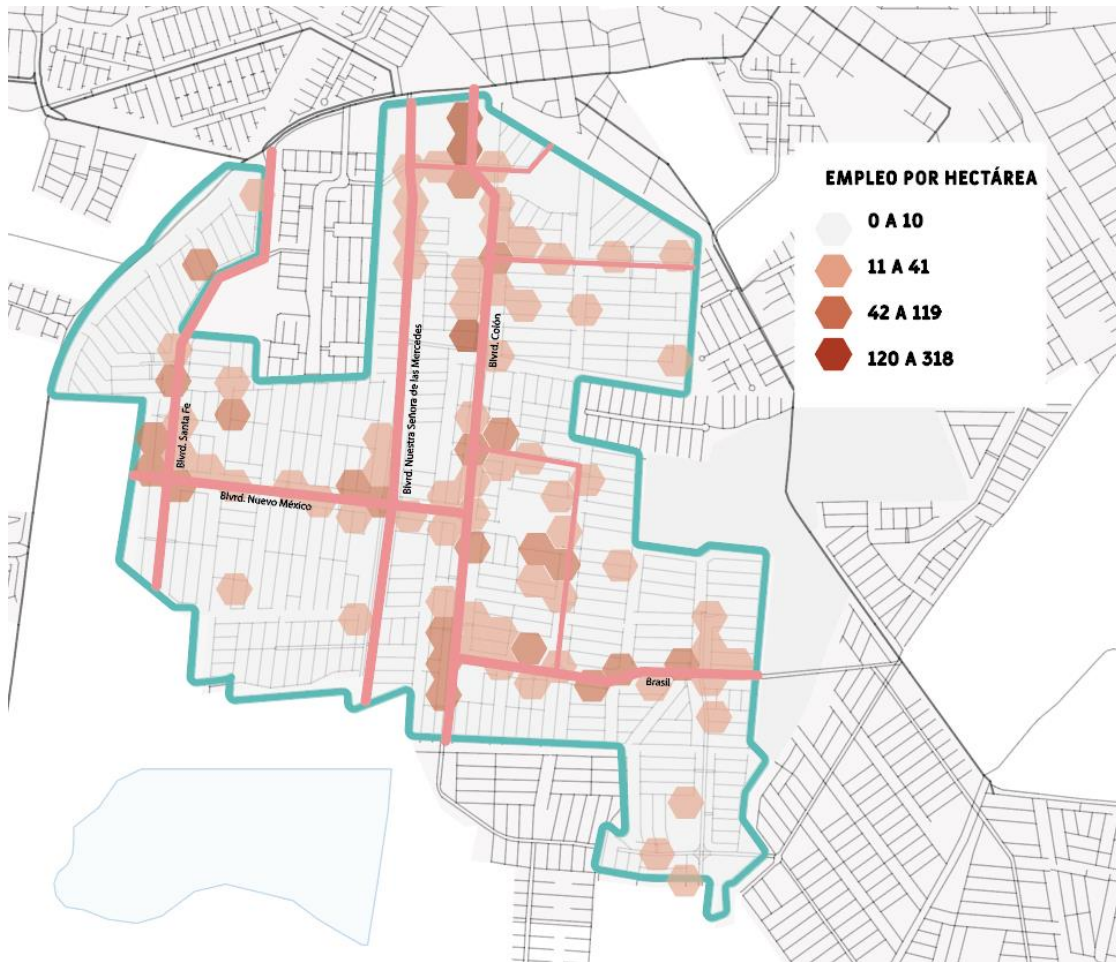 EMPLEO POR HECTÁREA
0 A 10
11 A 41
42 A 119
120 A 318
Blvrd. Colón
Blvrd. Nuestra Señora de las Mercédes
Blvrd. Santa Fe
Blvrd. Nuevo México
Brasil